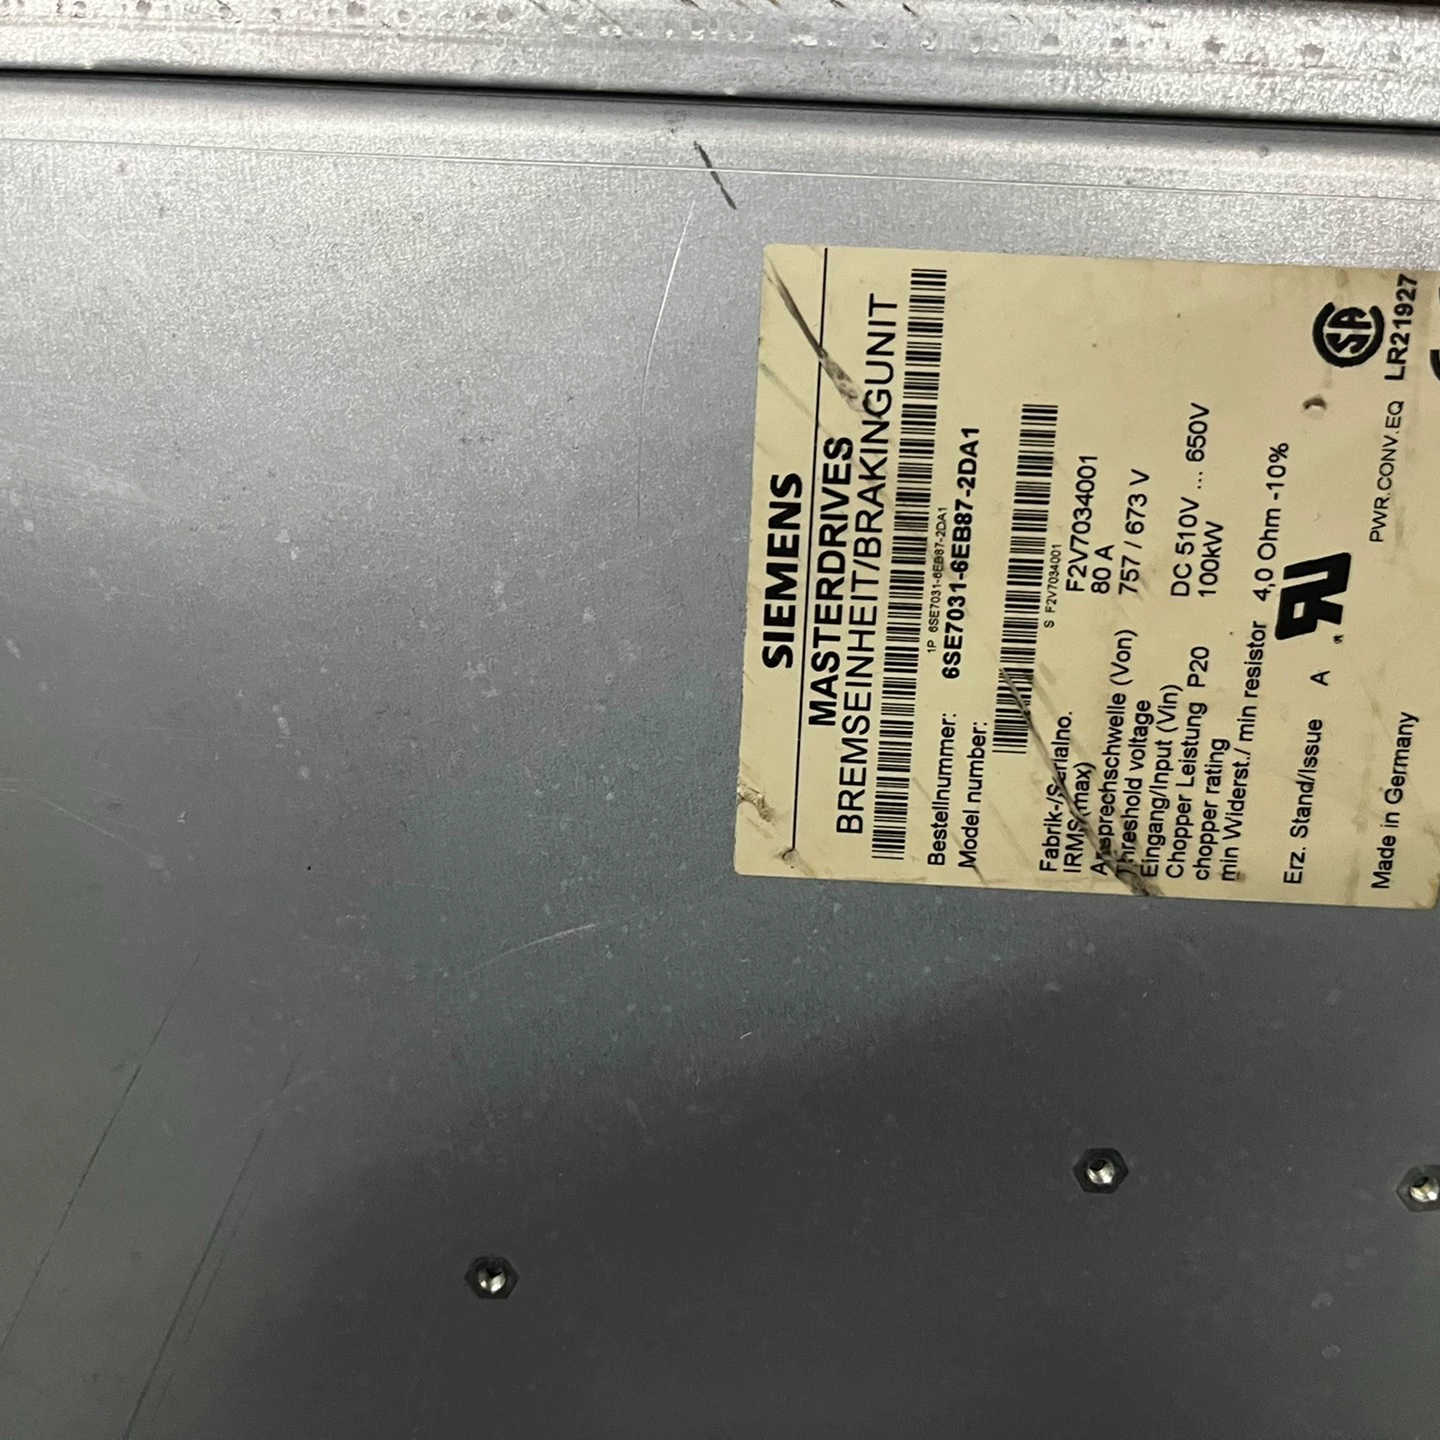 SIEMENS
MASTERDRIVES
BREMSEINHEIT/BRAKINGUNIT
1P 6SE7031-6EB87-2DA1
Bestellnummer:
Model number: 6SE7031-6EB87-2DA1
S F2V7034001
Fabrik-/Serialno. F2V7034001
IRMS(max) 80 A
Ansprechschwelle (Von) 757 / 673 V
Threshold voltage
Eingang/Input (Vin) DC 510V ... 650V
Chopper Leistung P20 100kW
chopper rating
min Widerst./ min resistor 4,0 Ohm -10%
Erz. Stand/Issue A
Made in Germany
PWR.CONV.EQ LR21927